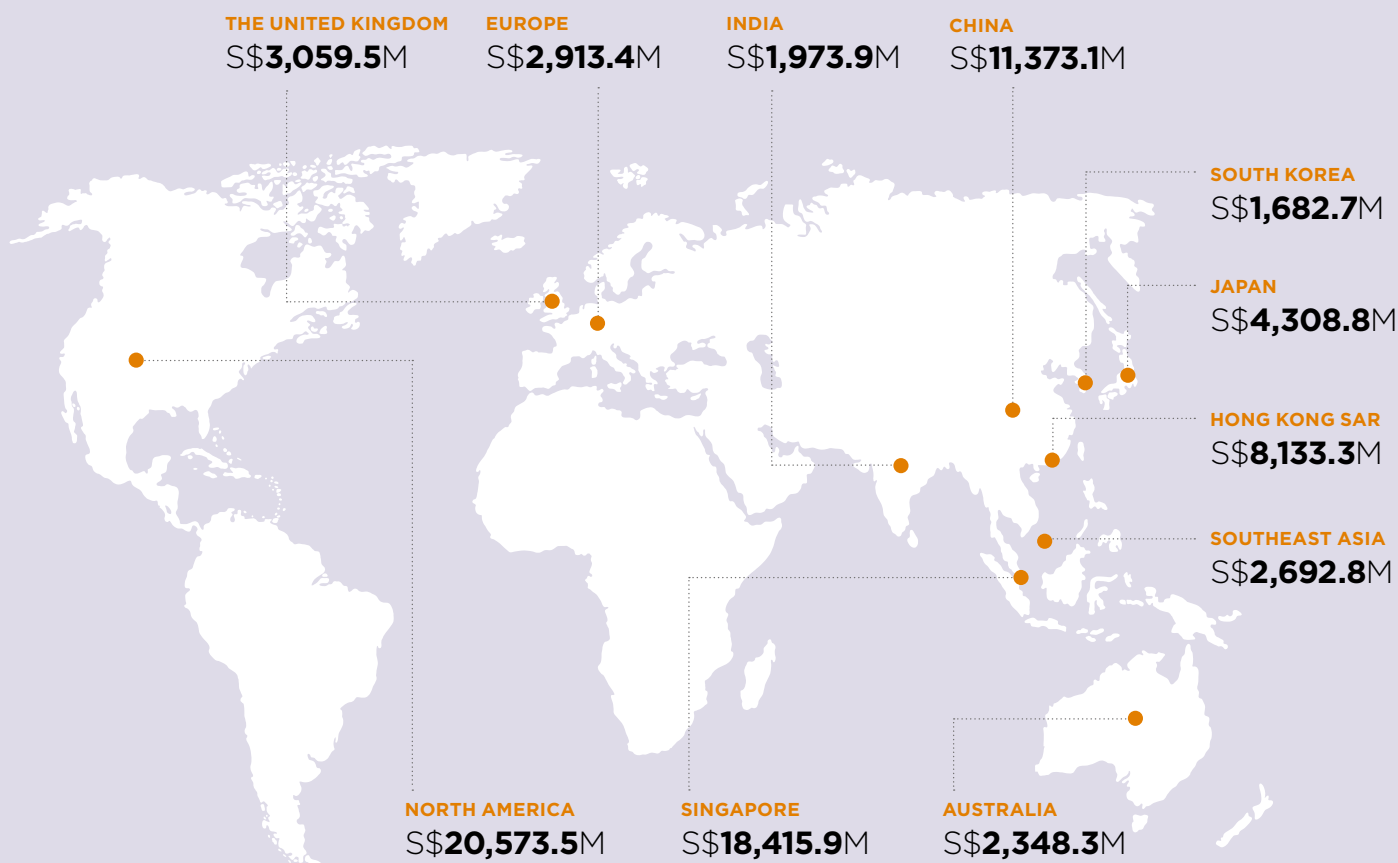 THE UNITED KINGDOM
S$3,059.5M
EUROPE
S$2,913.4M
INDIA
S$1,973.9M
CHINA
S$11,373.1M
SOUTH KOREA
S$1,682.7M
JAPAN
S$4,308.8M
HONG KONG SAR
S$8,133.3M
SOUTHEAST ASIA
S$2,692.8M
NORTH AMERICA
S$20,573.5M
SINGAPORE
S$18,415.9M
AUSTRALIA
S$2,348.3M